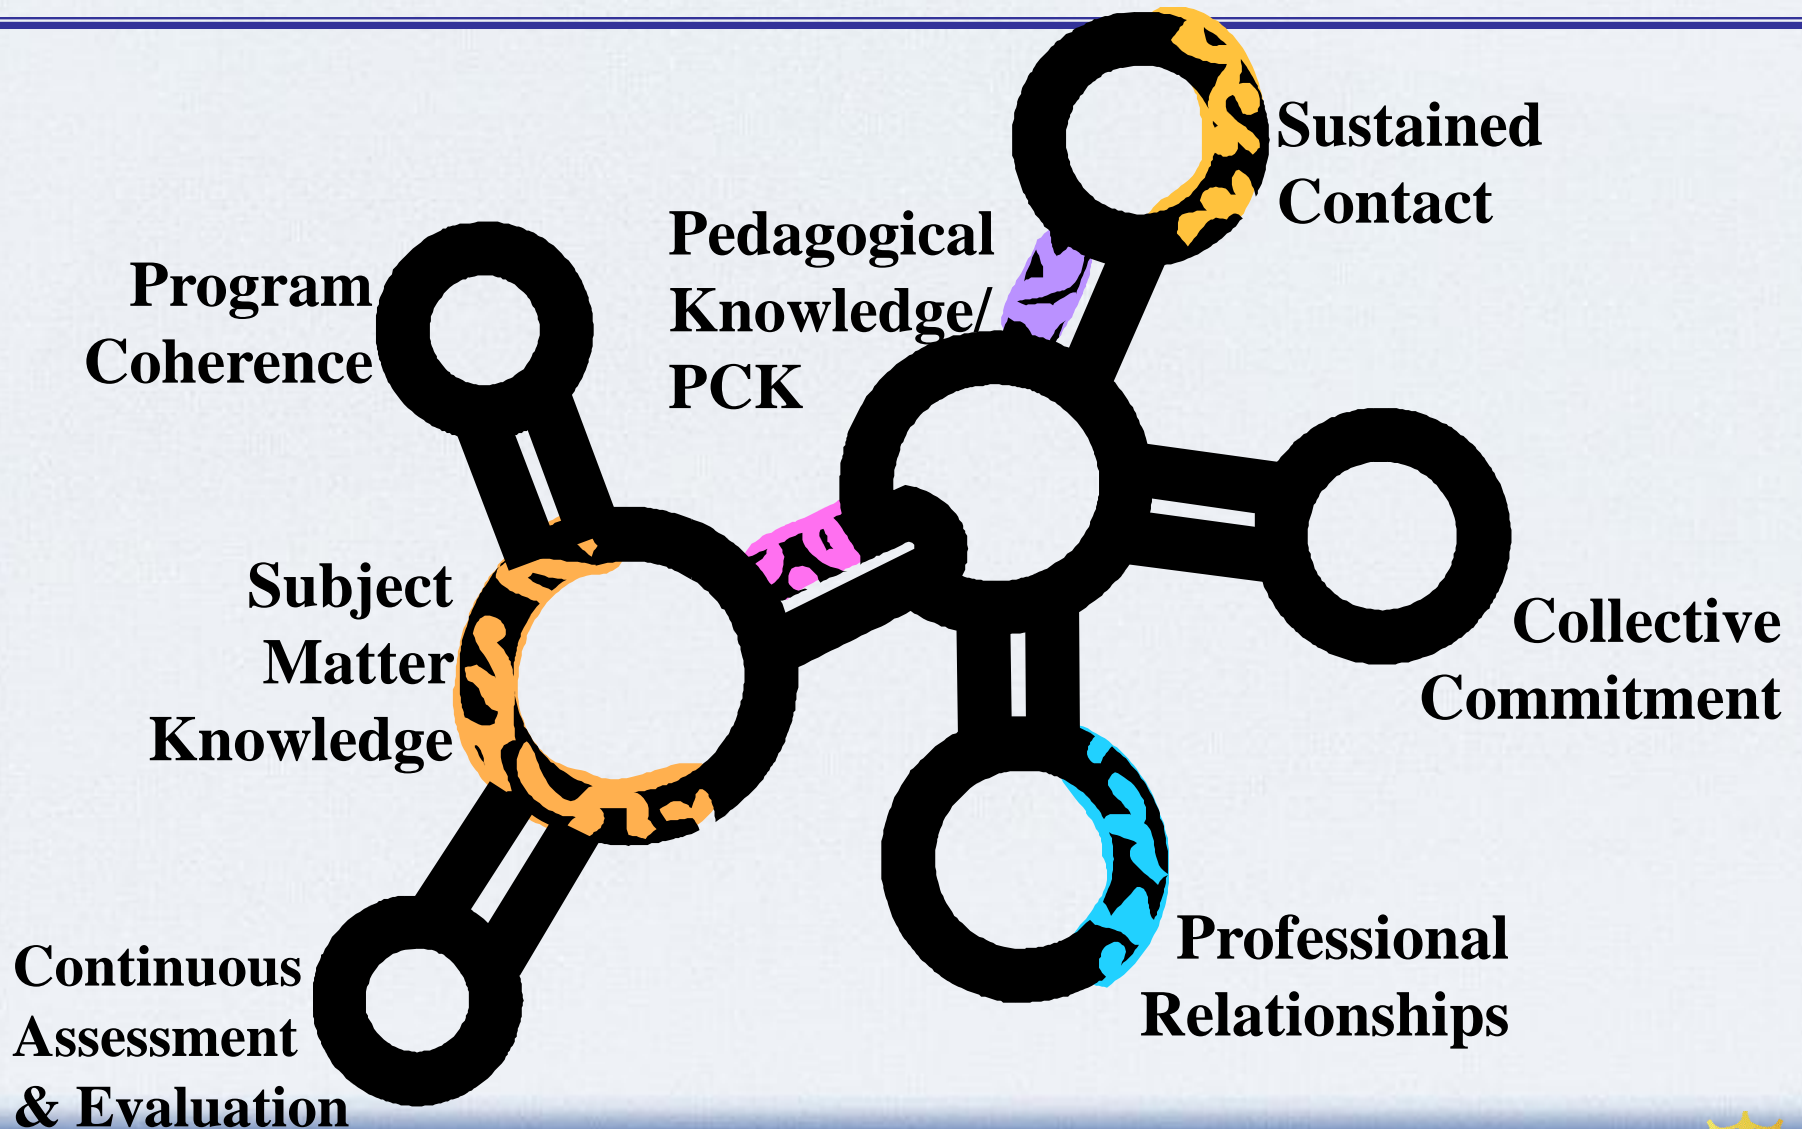 Sustained
Contact
Pedagogical
Knowledge/
PCK
Program
Coherence
Subject
Matter
Knowledge
Collective
Commitment
Professional
Relationships
Continuous
Assessment
& Evaluation